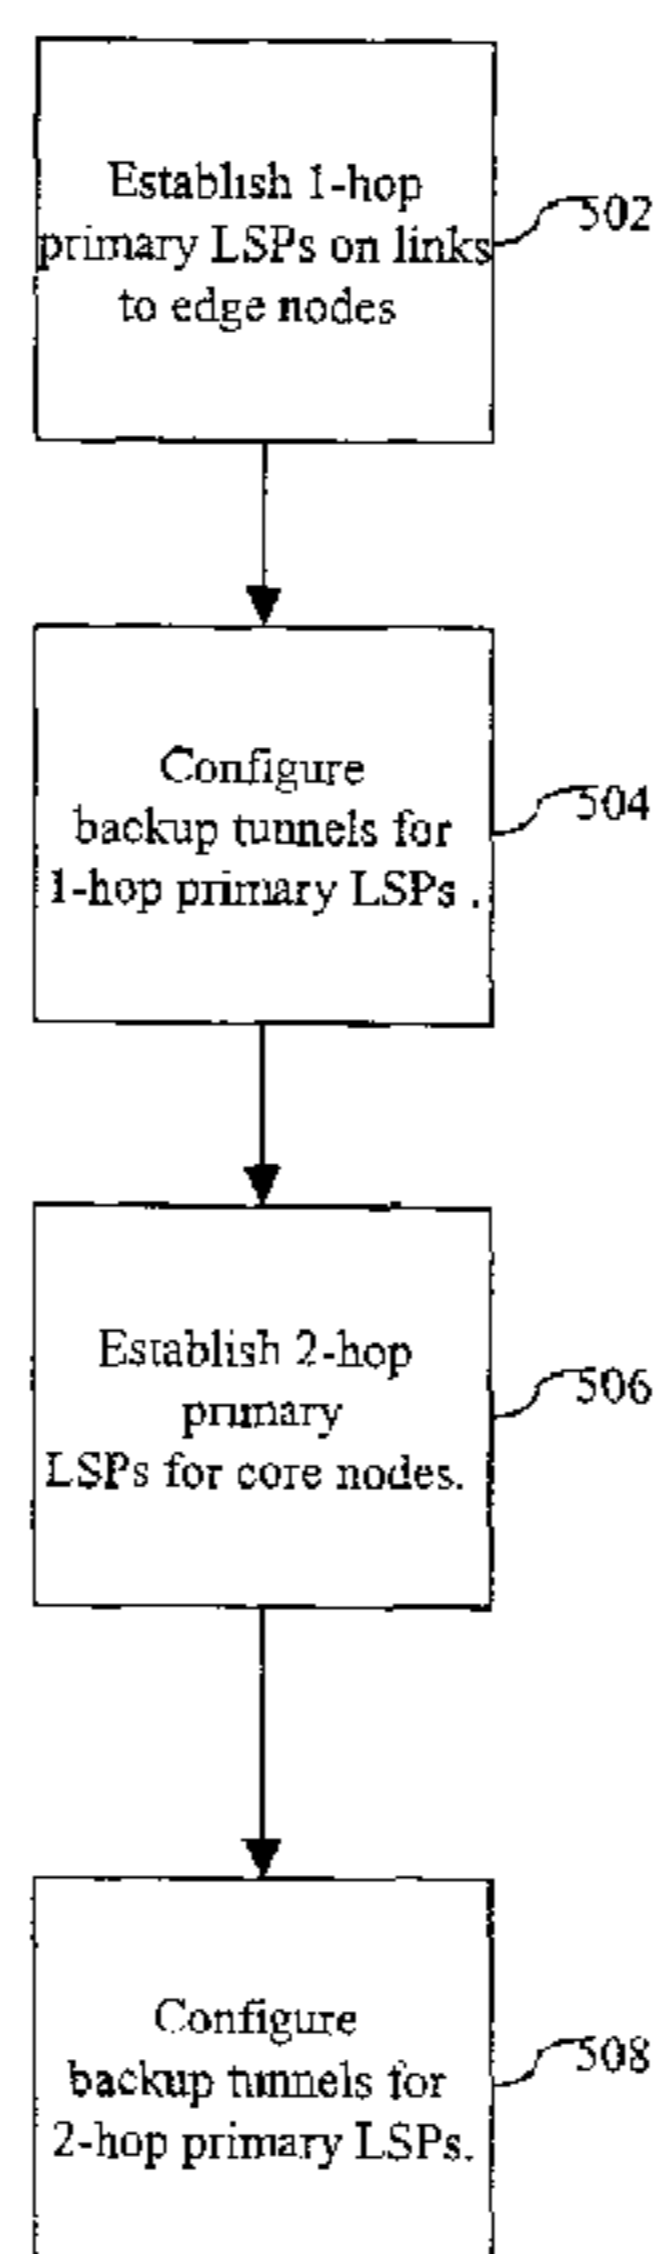 Establish 1-hop
primary LSPs on links
to edge nodes
502
Configure
backup tunnels for
1-hop primary LSPs .
504
Establish 2-hop
primary
LSPs for core nodes.
506
Configure
backup tunnels for
2-hop primary LSPs.
508